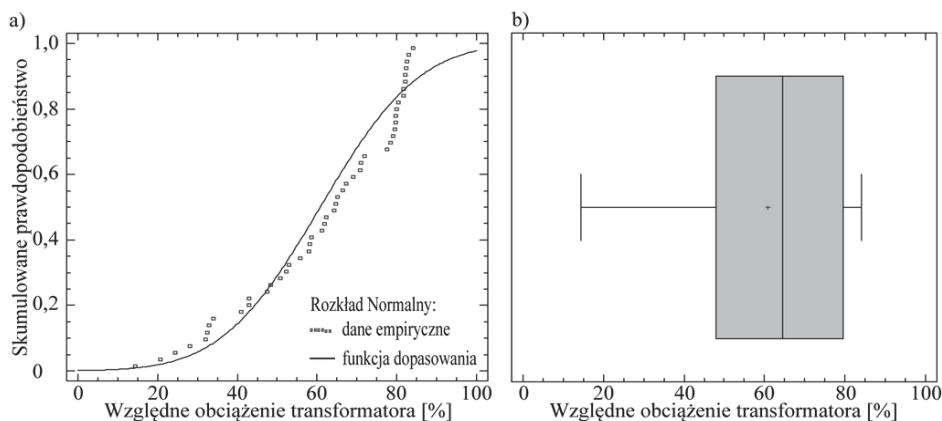 a)
Skumulowane prawdopodobieństwo
1,0
0,8
0,6
0,4
0,2
0
Rozkład Normalny:
dane empiryczne
funkcja dopasowania
0 20 40 60 80 100
Względne obciążenie transformatora [%]
b)
0 20 40 60 80 100
Względne obciążenie transformatora [%]